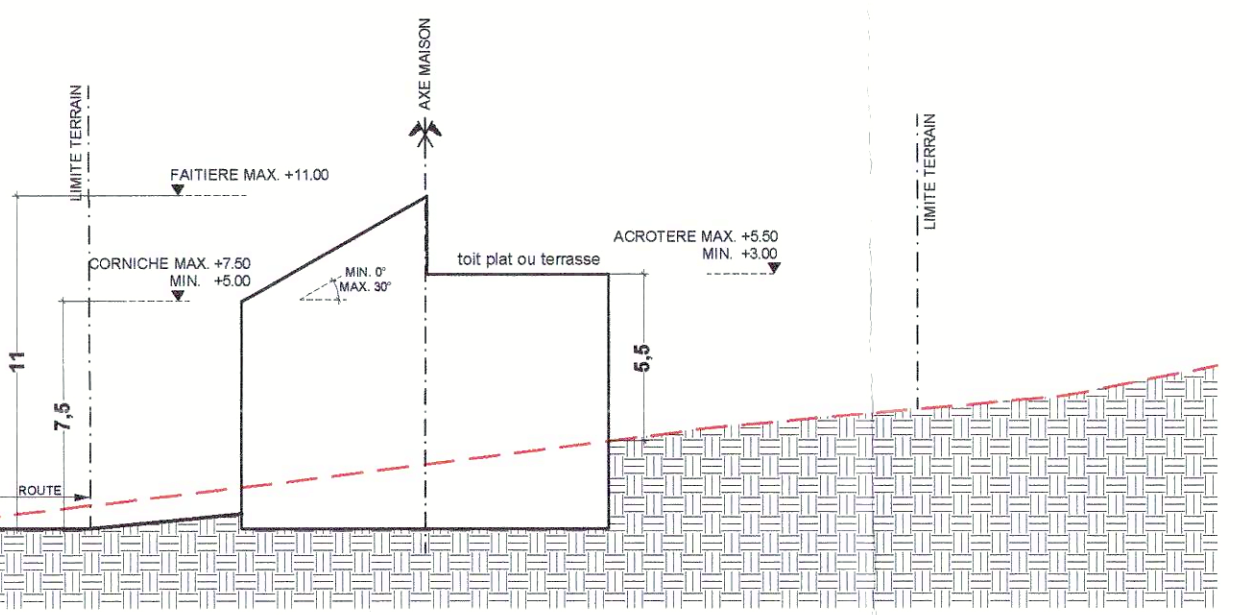 AXE MAISON
LIMITE TERRAIN
LIMITE TERRAIN
FAITIERE MAX. +11.00
ACROTERE MAX. +5.50
MIN. +3.00
toit plat ou terrasse
CORNICHE MAX. +7.50
MIN. +5.00
MIN. 0°
MAX. 30°
11
7,5
5,5
ROUTE